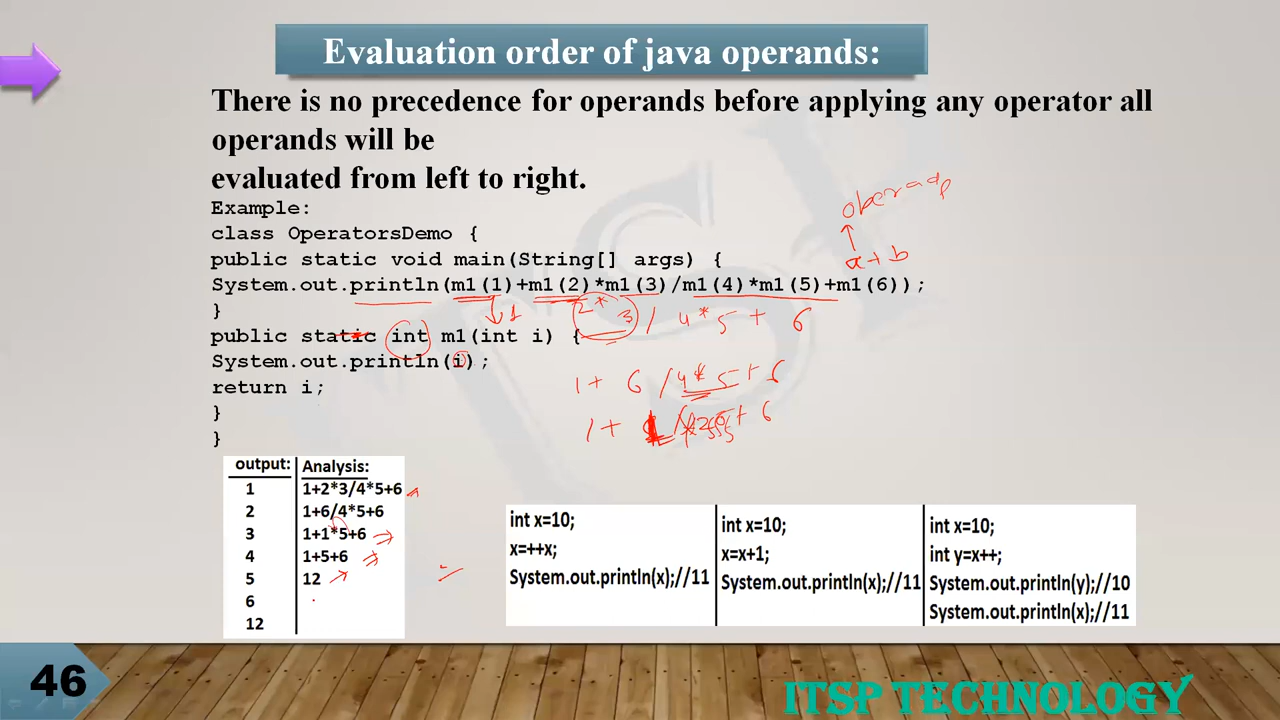 Evaluation order of java operands:
There is no precedence for operands before applying any operator all
operands will be
evaluated from left to right.
Example:
class OperatorsDemo {
public static void main(String[] args) {
System.out.println(m1(1)+m1(2)*m1(3)/m1(4)*m1(5)+m1(6));
}
public static int m1(int i) {
System.out.println(i);
return i;
}
}
a+b
1
2* 3 / 4*5 + 6
1+ 6 /4*5+6
output:
1
2
3
4
5
6
12
Analysis:
1+2*3/4*5+6
1+6/4*5+6
1+1*5+6
1+5+6
12
int x=10;
x=++x;
System.out.println(x);//11
int x=10;
x=x+1;
System.out.println(x);//11
int x=10;
int y=x++;
System.out.println(y);//10
System.out.println(x);//11
46
ITSP TECHNOLOGY